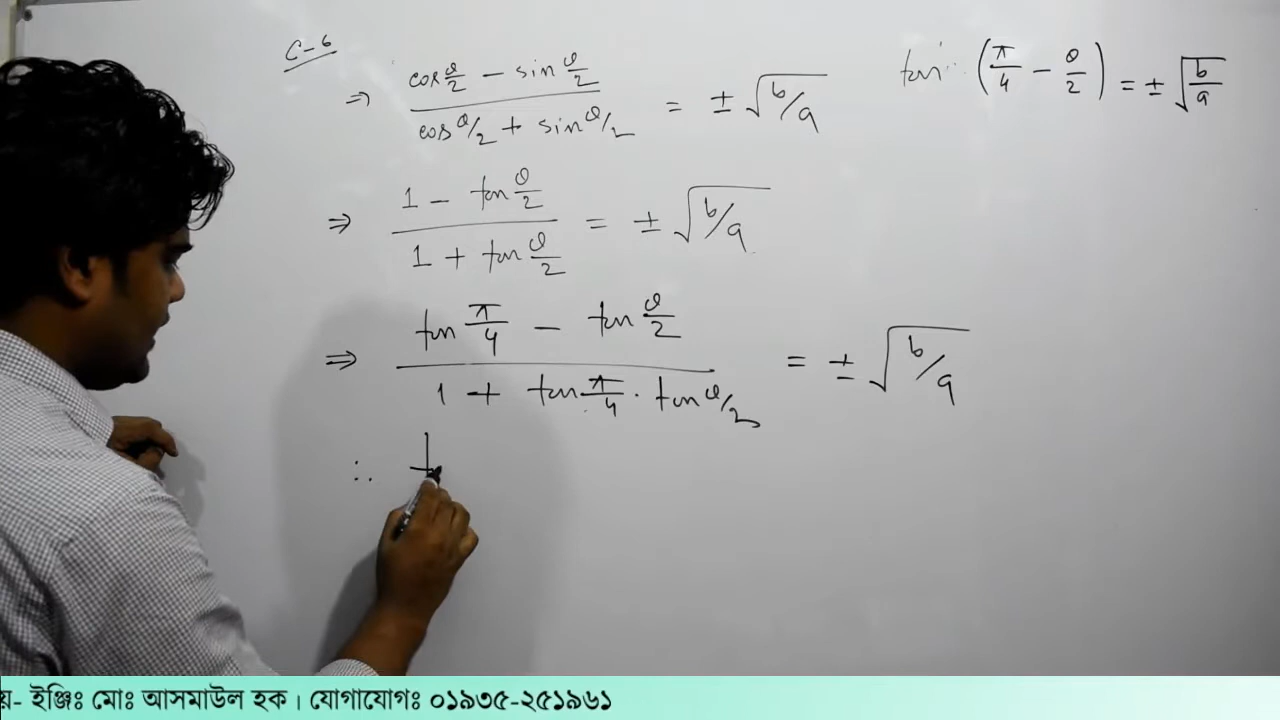 C-6
⇒ (cos θ/2 − sin θ/2) / (cos θ/2 + sin θ/2) = ± √(b/a)
tan (π/4 − θ/2) = ± √(b/a)
⇒ (1 − tan θ/2) / (1 + tan θ/2) = ± √(b/a)
⇒ (tan π/4 − tan θ/2) / (1 + tan π/4 · tan θ/2) = ± √(b/a)
∴ t
য়- ইঞ্জিঃ মোঃ আসমাউল হক। যোগাযোগঃ ০১৯৩৫-২৫১৯৬১